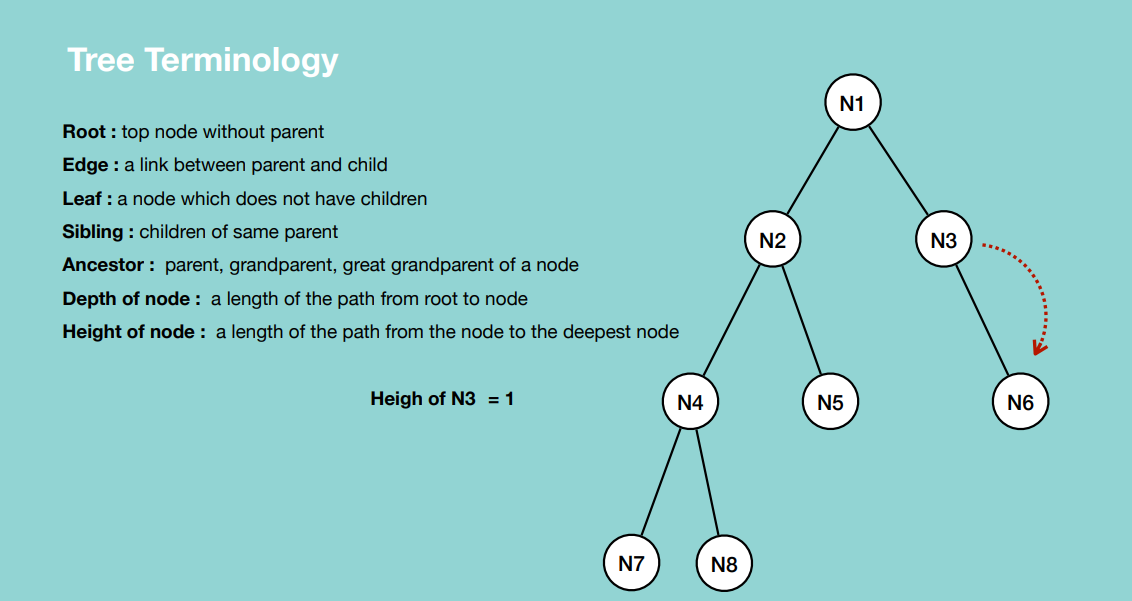 Tree Terminology
Root : top node without parent
Edge : a link between parent and child
Leaf : a node which does not have children
Sibling : children of same parent
Ancestor :  parent, grandparent, great grandparent of a node
Depth of node :  a length of the path from root to node
Height of node :  a length of the path from the node to the deepest node
Heigh of N3  = 1
N1
N2
N3
N4
N5
N6
N7
N8